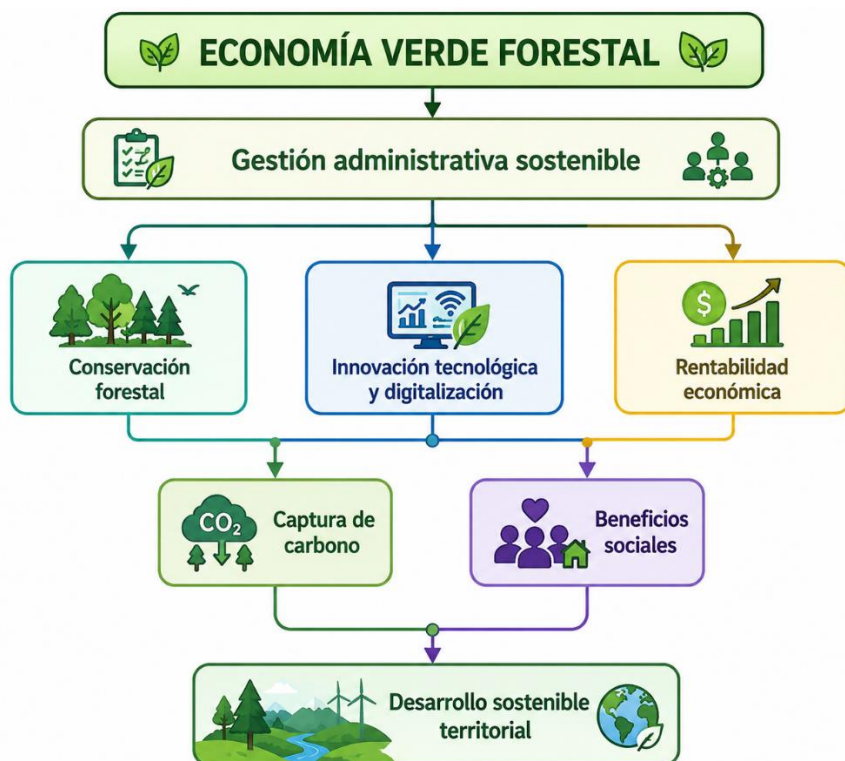 ECONOMÍA VERDE FORESTAL
Gestión administrativa sostenible
Conservación
forestal
Innovación tecnológica
y digitalización
$
Rentabilidad
económica
CO₂
Captura de
carbono
Beneficios
sociales
Desarrollo sostenible
territorial